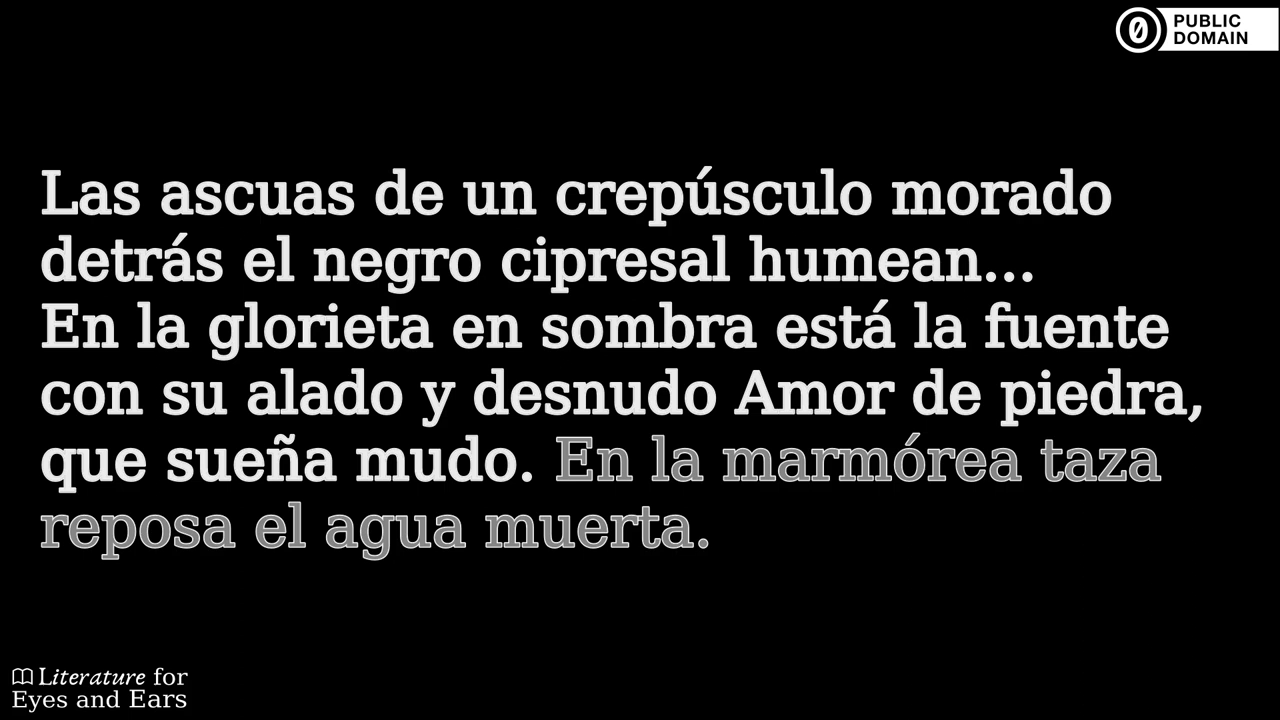 PUBLIC
DOMAIN
Las ascuas de un crepúsculo morado
detrás el negro cipresal humean...
En la glorieta en sombra está la fuente
con su alado y desnudo Amor de piedra,
que sueña mudo. En la marmórea taza
reposa el agua muerta.
Literature for
Eyes and Ears